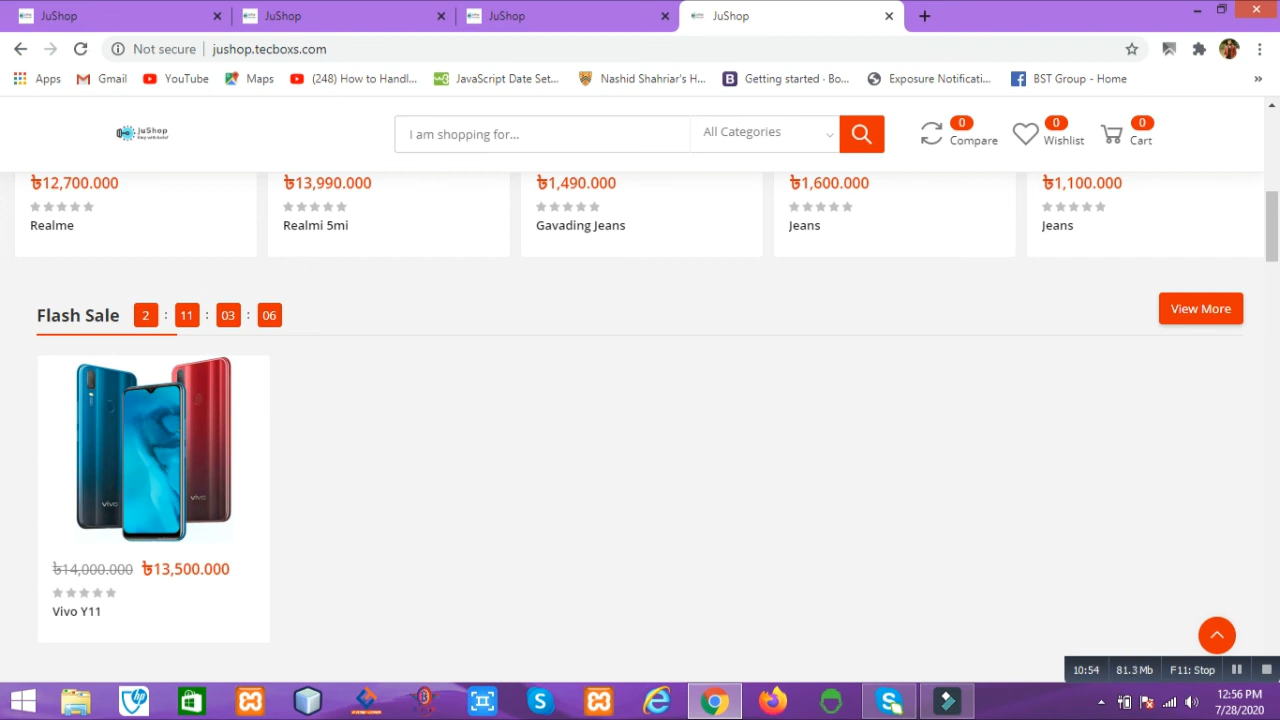 JuShop
JuShop
JuShop
JuShop
Not secure
jushop.tecboxs.com
Apps
Gmail
YouTube
Maps
(248) How to Handl...
JavaScript Date Set...
Nashid Shahriar's H...
Getting started · Bo...
Exposure Notificati...
BST Group - Home
JuShop
I am shopping for...
All Categories
0
Compare
0
Wishlist
0
Cart
৳12,700.000
৳13,990.000
৳1,490.000
৳1,600.000
৳1,100.000
Realme
Realmi 5mi
Gavading Jeans
Jeans
Jeans
Flash Sale 2 : 11 : 03 : 06
View More
vivo
vivo
৳14,000.000 ৳13,500.000
Vivo Y11
10:54 81.3 Mb F11: Stop
12:56 PM
7/28/2020